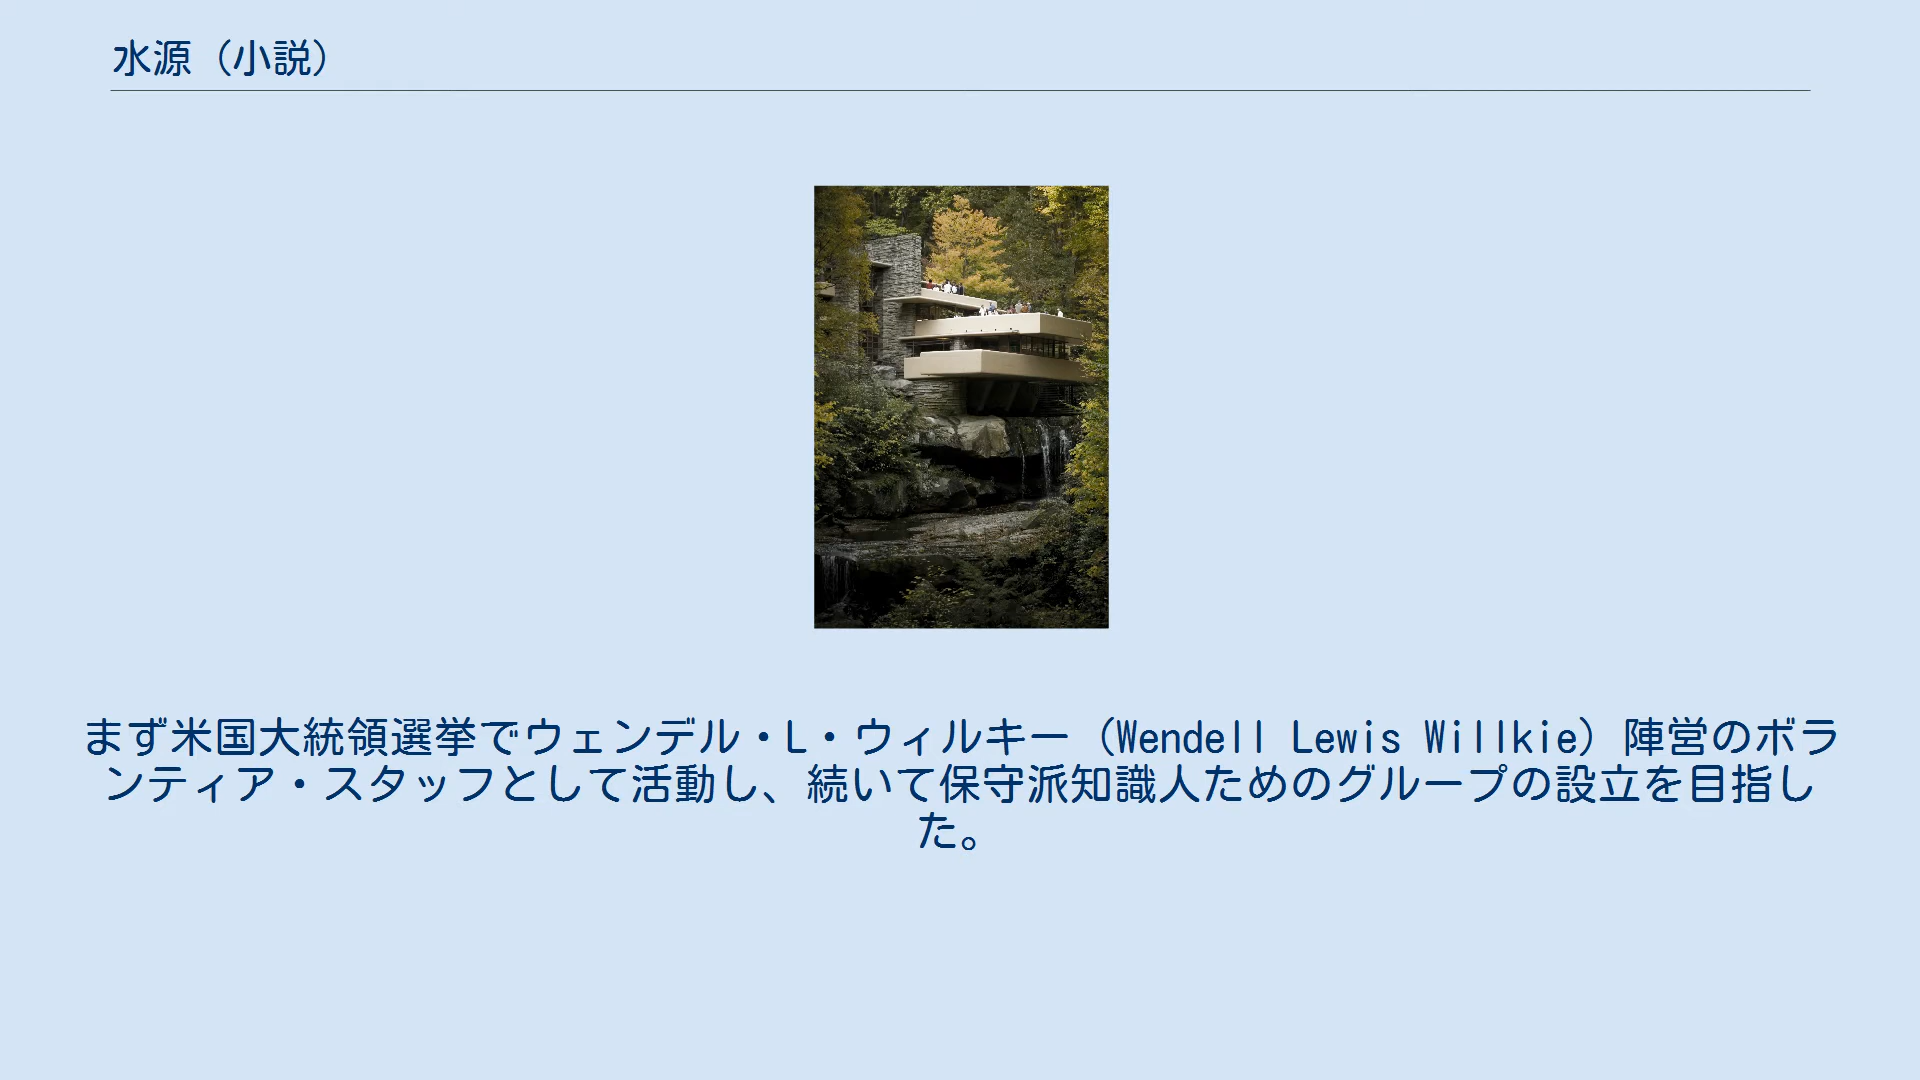 水源（小説）
まず米国大統領選挙でウェンデル・L・ウィルキー（Wendell Lewis Willkie）陣営のボラ
ンティア・スタッフとして活動し、続いて保守派知識人ためのグループの設立を目指し
た。